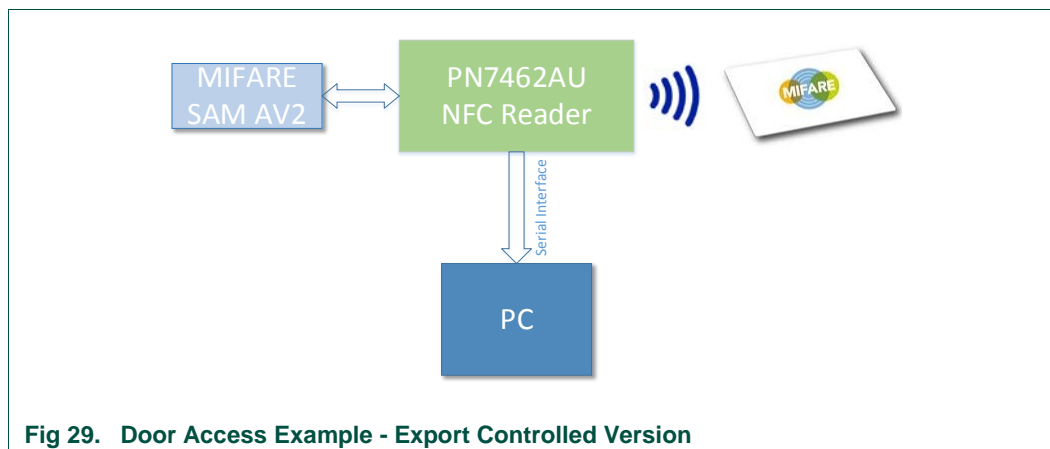 MIFARE
SAM AV2
PN7462AU
NFC Reader
MIFARE
Serial Interface
PC
Fig 29. Door Access Example - Export Controlled Version